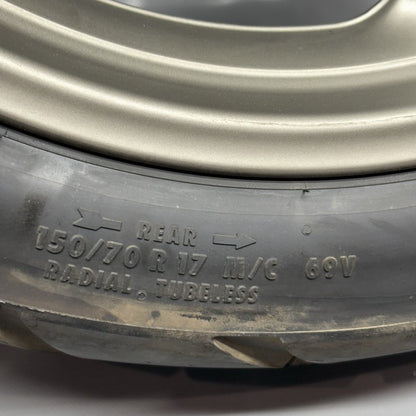 REAR
150/70 R 17 M/C 69V
RADIAL TUBELESS